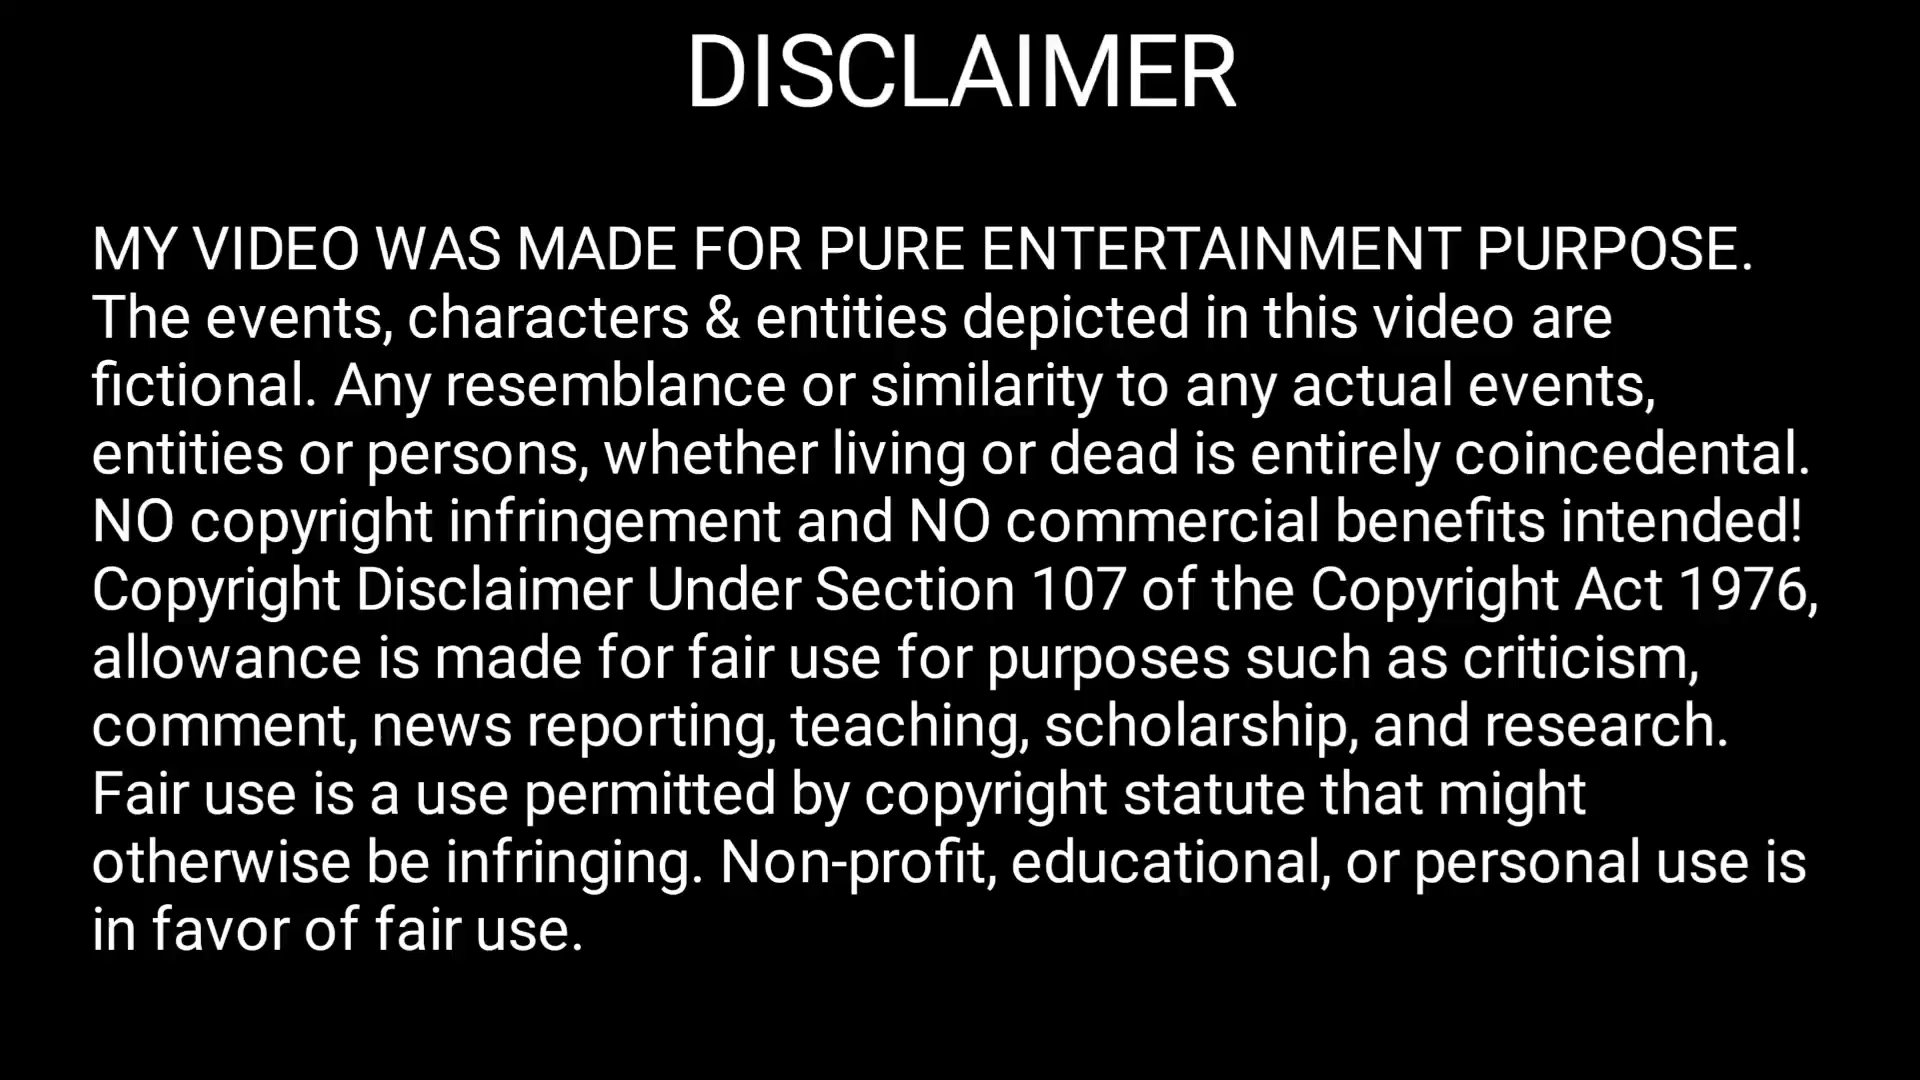 DISCLAIMER
MY VIDEO WAS MADE FOR PURE ENTERTAINMENT PURPOSE.
The events, characters & entities depicted in this video are
fictional. Any resemblance or similarity to any actual events,
entities or persons, whether living or dead is entirely coincedental.
NO copyright infringement and NO commercial benefits intended!
Copyright Disclaimer Under Section 107 of the Copyright Act 1976,
allowance is made for fair use for purposes such as criticism,
comment, news reporting, teaching, scholarship, and research.
Fair use is a use permitted by copyright statute that might
otherwise be infringing. Non-profit, educational, or personal use is
in favor of fair use.